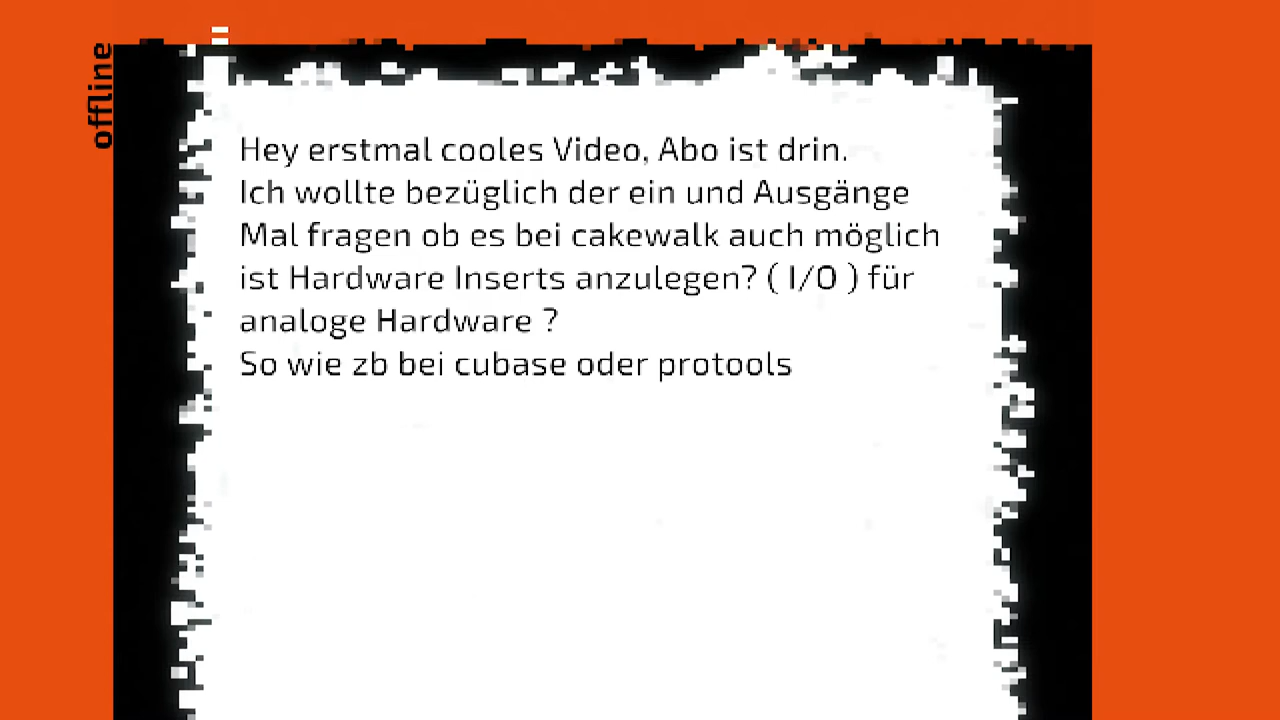 offline
Hey erstmal cooles Video, Abo ist drin.
Ich wollte bezüglich der ein und Ausgänge
Mal fragen ob es bei cakewalk auch möglich
ist Hardware Inserts anzulegen? ( I/O ) für
analoge Hardware ?
So wie zb bei cubase oder protools